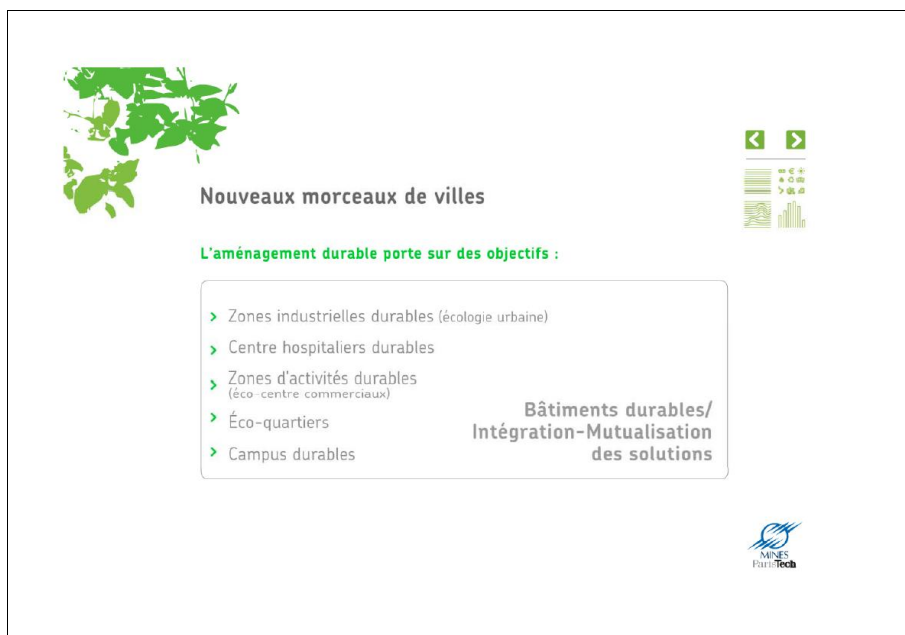 Nouveaux morceaux de villes
L'aménagement durable porte sur des objectifs :
Zones industrielles durables (écologie urbaine)
Centre hospitaliers durables
Zones d'activités durables
(éco-centre commerciaux)
Éco-quartiers
Campus durables
Bâtiments durables/
Intégration-Mutualisation
des solutions
MINES
ParisTech